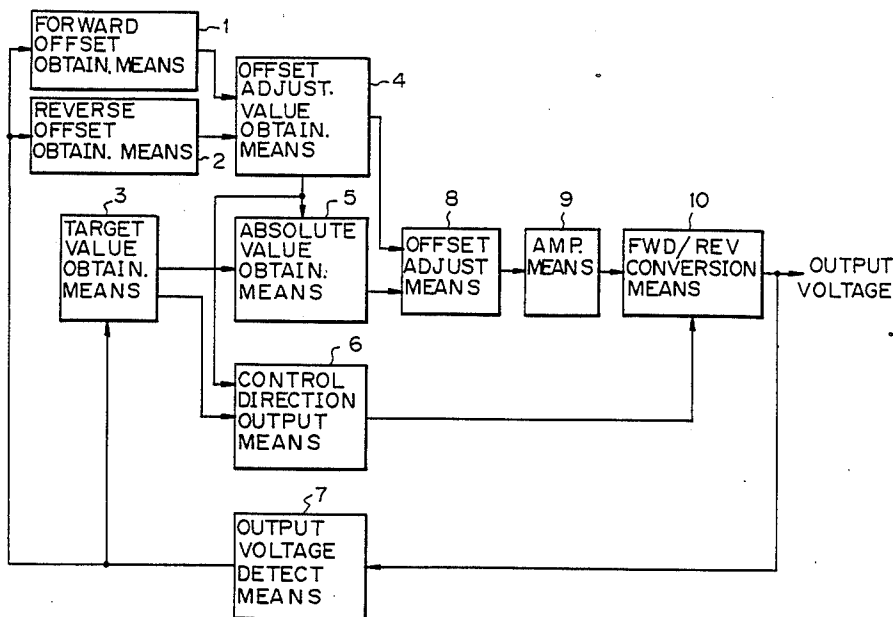 1
FORWARD
OFFSET
OBTAIN. MEANS
REVERSE
OFFSET
OBTAIN. MEANS
2
OFFSET
ADJUST.
VALUE
OBTAIN.
MEANS
4
3
TARGET
VALUE
OBTAIN.
MEANS
5
ABSOLUTE
VALUE
OBTAIN.
MEANS
8
OFFSET
ADJUST
MEANS
9
AMP.
MEANS
10
FWD/REV
CONVERSION
MEANS
OUTPUT
VOLTAGE
6
CONTROL
DIRECTION
OUTPUT
MEANS
7
OUTPUT
VOLTAGE
DETECT
MEANS